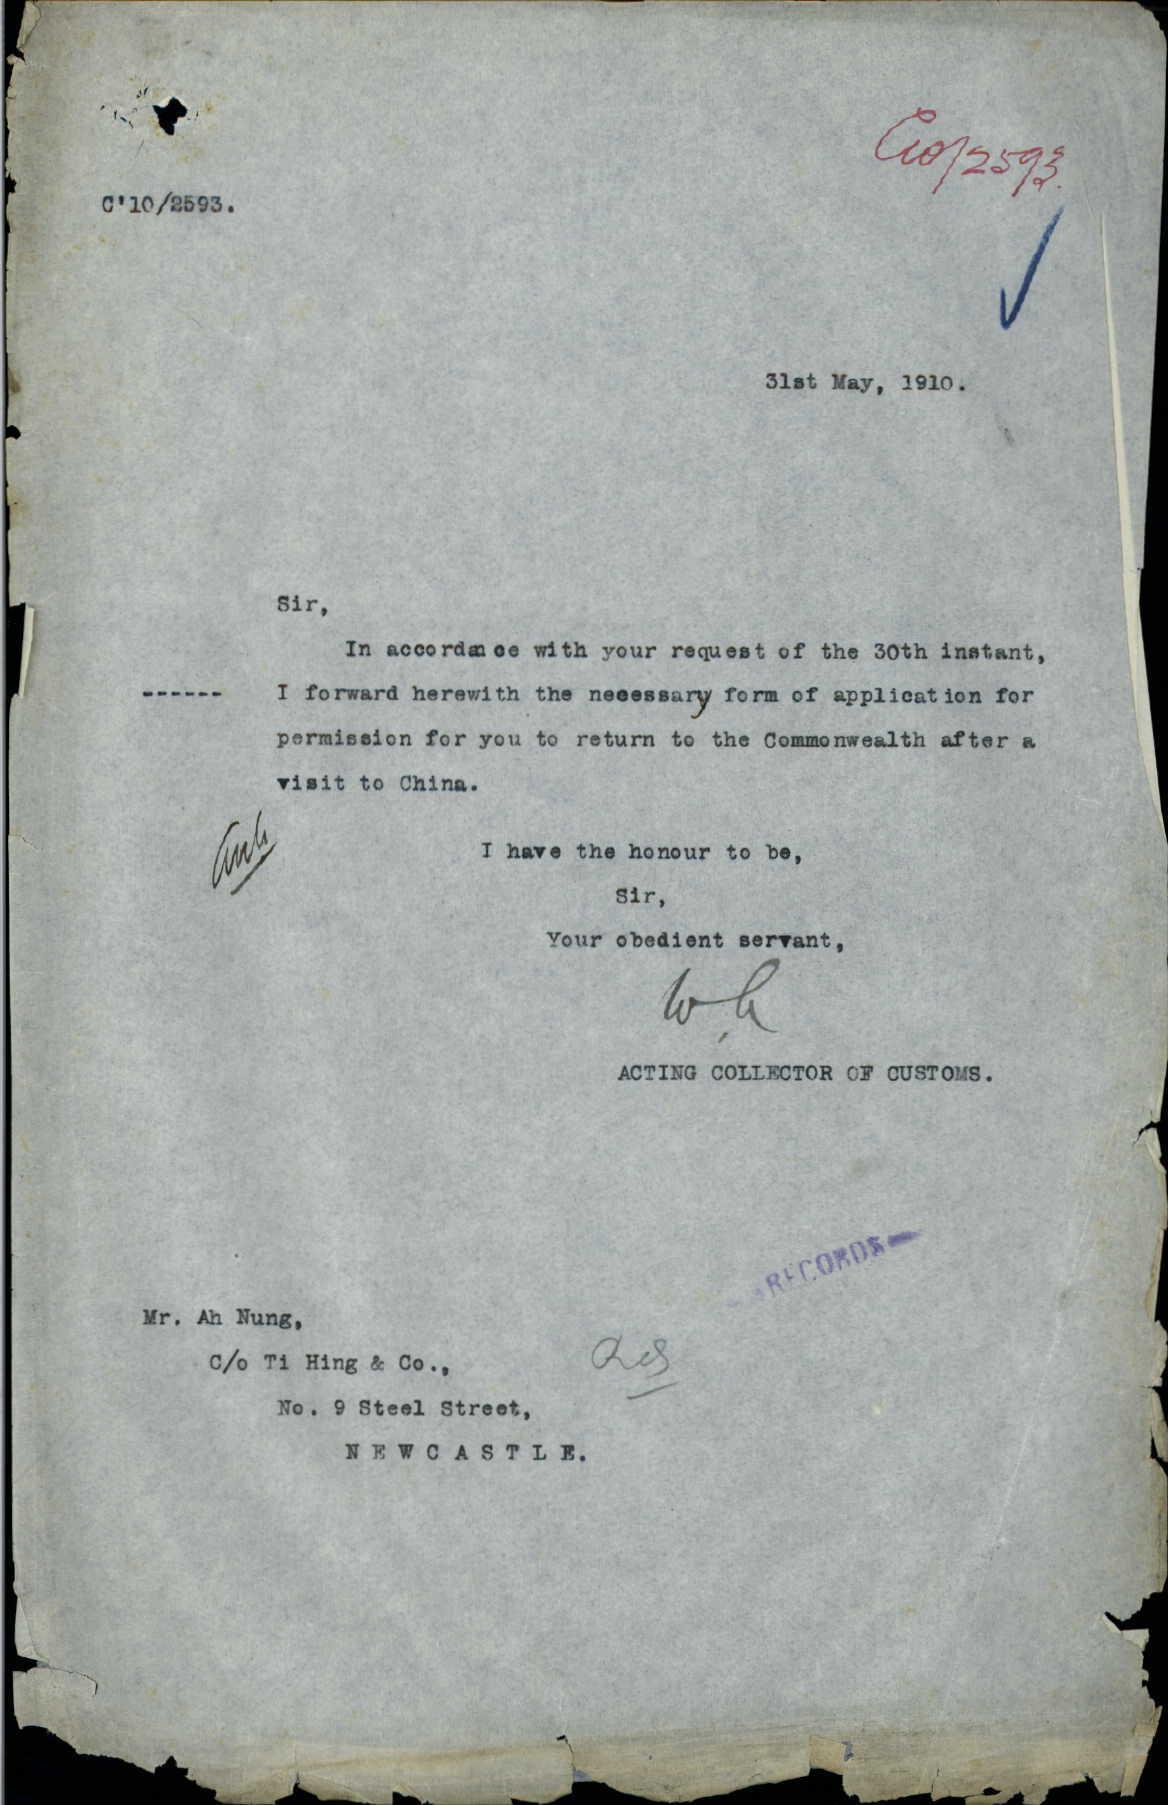 C10/2593.
C'10/2593.
31st May, 1910.
Sir,
In accordance with your request of the 30th instant,
------ I forward herewith the necessary form of application for
permission for you to return to the Commonwealth after a
visit to China.
I have the honour to be,
Sir,
Your obedient servant,
ACTING COLLECTOR OF CUSTOMS.
RECORDS
Mr. Ah Nung,
C/o Ti Hing & Co.,
No. 9 Steel Street,
NEWCASTLE.